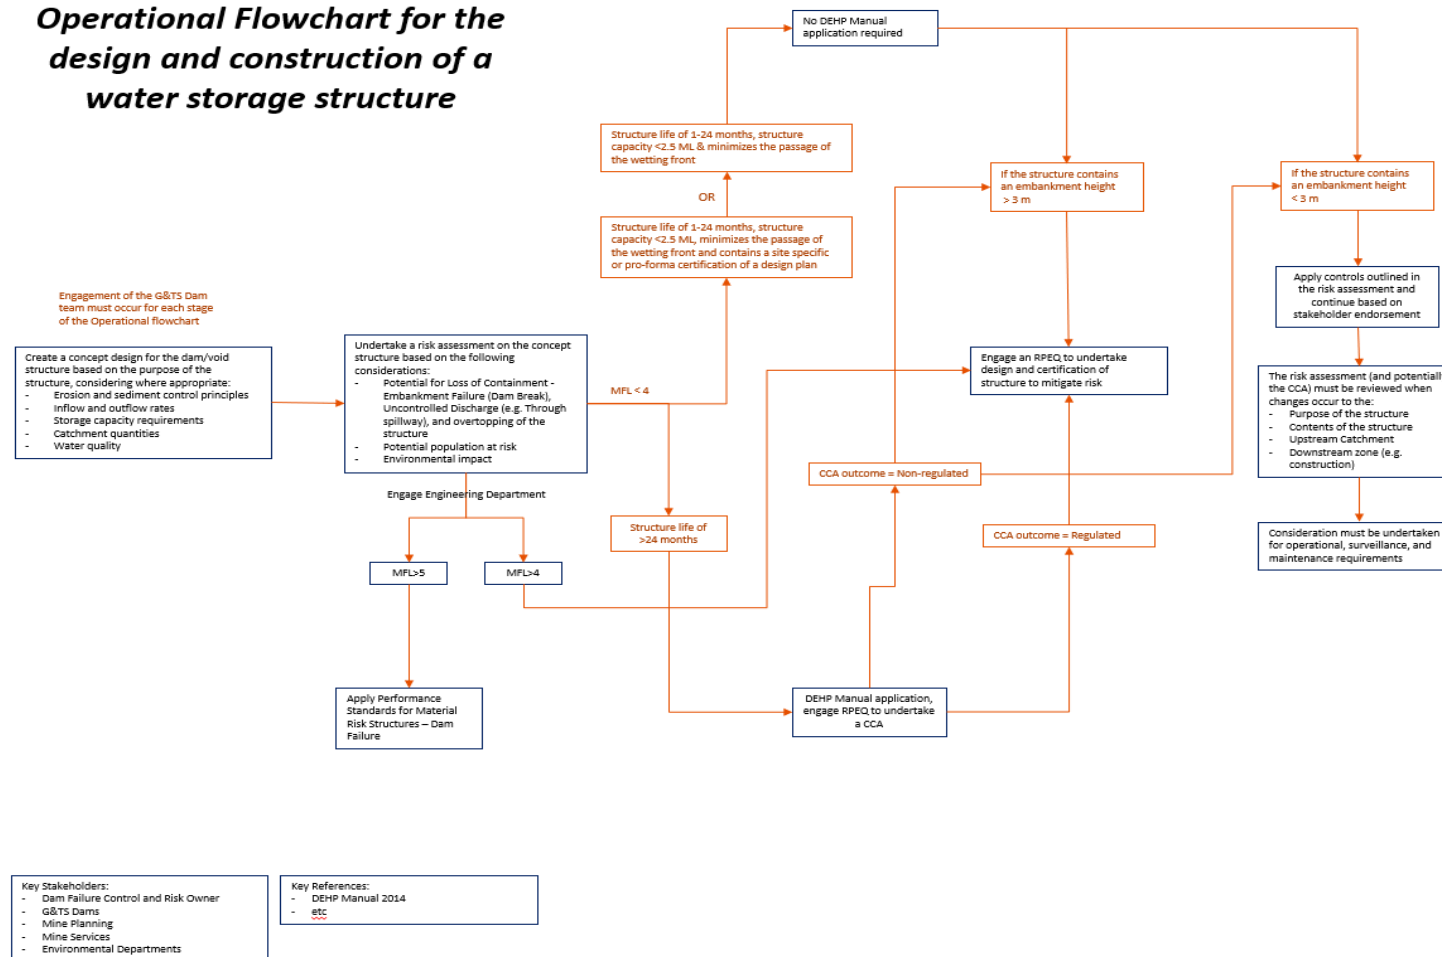 Operational Flowchart for the
design and construction of a
water storage structure
No DEHP Manual
application required
Structure life of 1-24 months, structure
capacity <2.5 ML & minimizes the passage of
the wetting front
OR
Structure life of 1-24 months, structure
capacity <2.5 ML, minimizes the passage of
the wetting front and contains a site specific
or pro-forma certification of a design plan
If the structure contains
an embankment height
> 3 m
If the structure contains
an embankment height
< 3 m
Engagement of the G&TS Dam
team must occur for each stage
of the Operational flowchart
Create a concept design for the dam/void
structure based on the purpose of the
structure, considering where appropriate:
- Erosion and sediment control principles
- Inflow and outflow rates
- Storage capacity requirements
- Catchment quantities
- Water quality
Undertake a risk assessment on the concept
structure based on the following
considerations:
- Potential for Loss of Containment -
Embankment Failure (Dam Break),
Uncontrolled Discharge (e.g. Through
spillway), and overtopping of the
structure
- Potential population at risk
- Environmental impact
MFL < 4
Engage an RPEQ to undertake
design and certification of
structure to mitigate risk
Apply controls outlined in
the risk assessment and
continue based on
stakeholder endorsement
The risk assessment (and potentially
the CCA) must be reviewed when
changes occur to the:
- Purpose of the structure
- Contents of the structure
- Upstream Catchment
- Downstream zone (e.g.
construction)
Engage Engineering Department
CCA outcome = Non-regulated
Structure life of
>24 months
CCA outcome = Regulated
Consideration must be undertaken
for operational, surveillance, and
maintenance requirements
MFL>5
MFL>4
Apply Performance
Standards for Material
Risk Structures – Dam
Failure
DEHP Manual application,
engage RPEQ to undertake
a CCA
Key Stakeholders:
- Dam Failure Control and Risk Owner
- G&TS Dams
- Mine Planning
- Mine Services
- Environmental Departments
Key References:
- DEHP Manual 2014
- etc